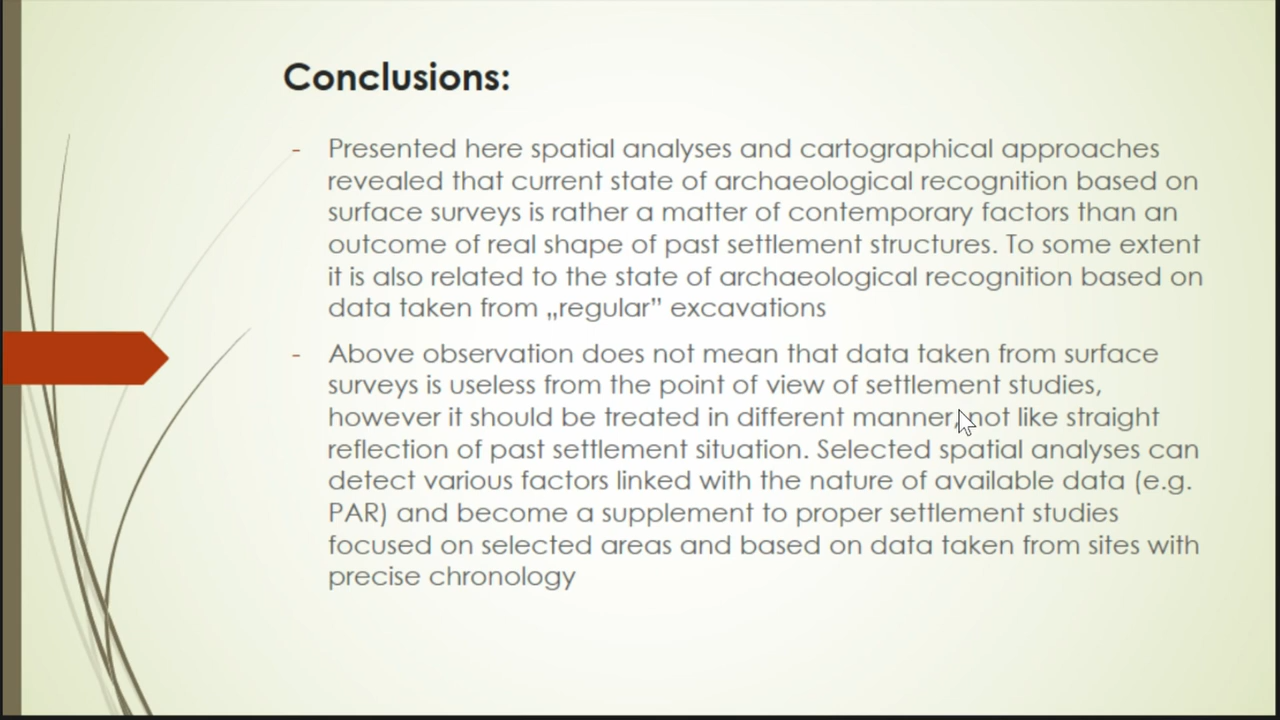 Conclusions:
- Presented here spatial analyses and cartographical approaches
revealed that current state of archaeological recognition based on
surface surveys is rather a matter of contemporary factors than an
outcome of real shape of past settlement structures. To some extent
it is also related to the state of archaeological recognition based on
data taken from „regular” excavations
- Above observation does not mean that data taken from surface
surveys is useless from the point of view of settlement studies,
however it should be treated in different manner, not like straight
reflection of past settlement situation. Selected spatial analyses can
detect various factors linked with the nature of available data (e.g.
PAR) and become a supplement to proper settlement studies
focused on selected areas and based on data taken from sites with
precise chronology